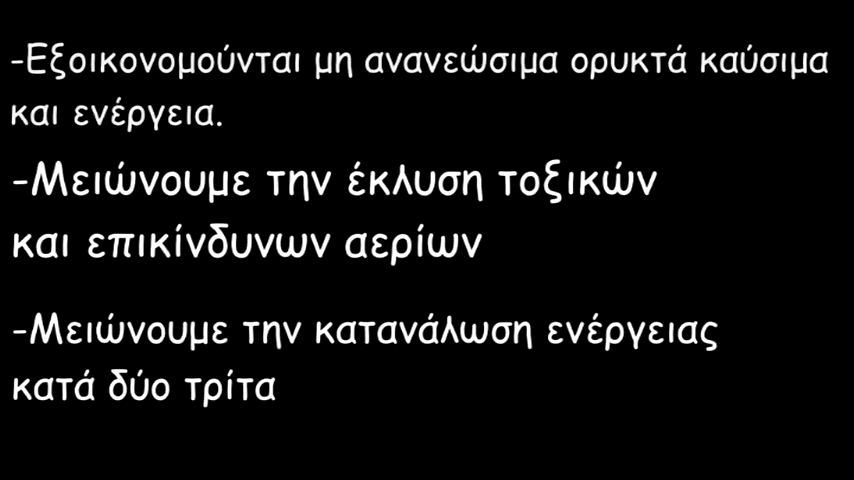 -Εξοικονομούνται μη ανανεώσιμα ορυκτά καύσιμα
και ενέργεια.
-Μειώνουμε την έκλυση τοξικών
και επικίνδυνων αερίων
-Μειώνουμε την κατανάλωση ενέργειας
κατά δύο τρίτα